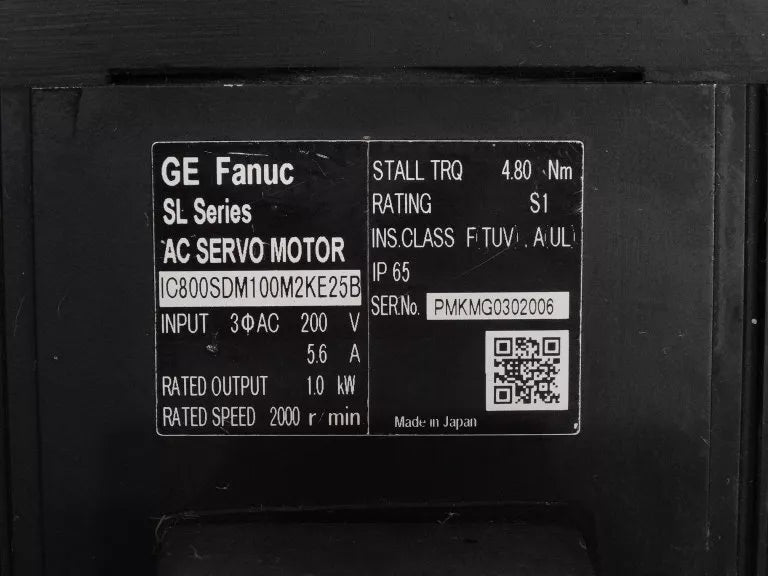 GE Fanuc
SL Series
AC SERVO MOTOR
IC800SDM100M2KE25B
INPUT 3ΦAC 200 V
5.6 A
RATED OUTPUT 1.0 kW
RATED SPEED 2000 r/min
STALL TRQ 4.80 Nm
RATING S1
INS.CLASS F(TUV), A(UL)
IP 65
SER.No. PMKMG0302006
Made in Japan